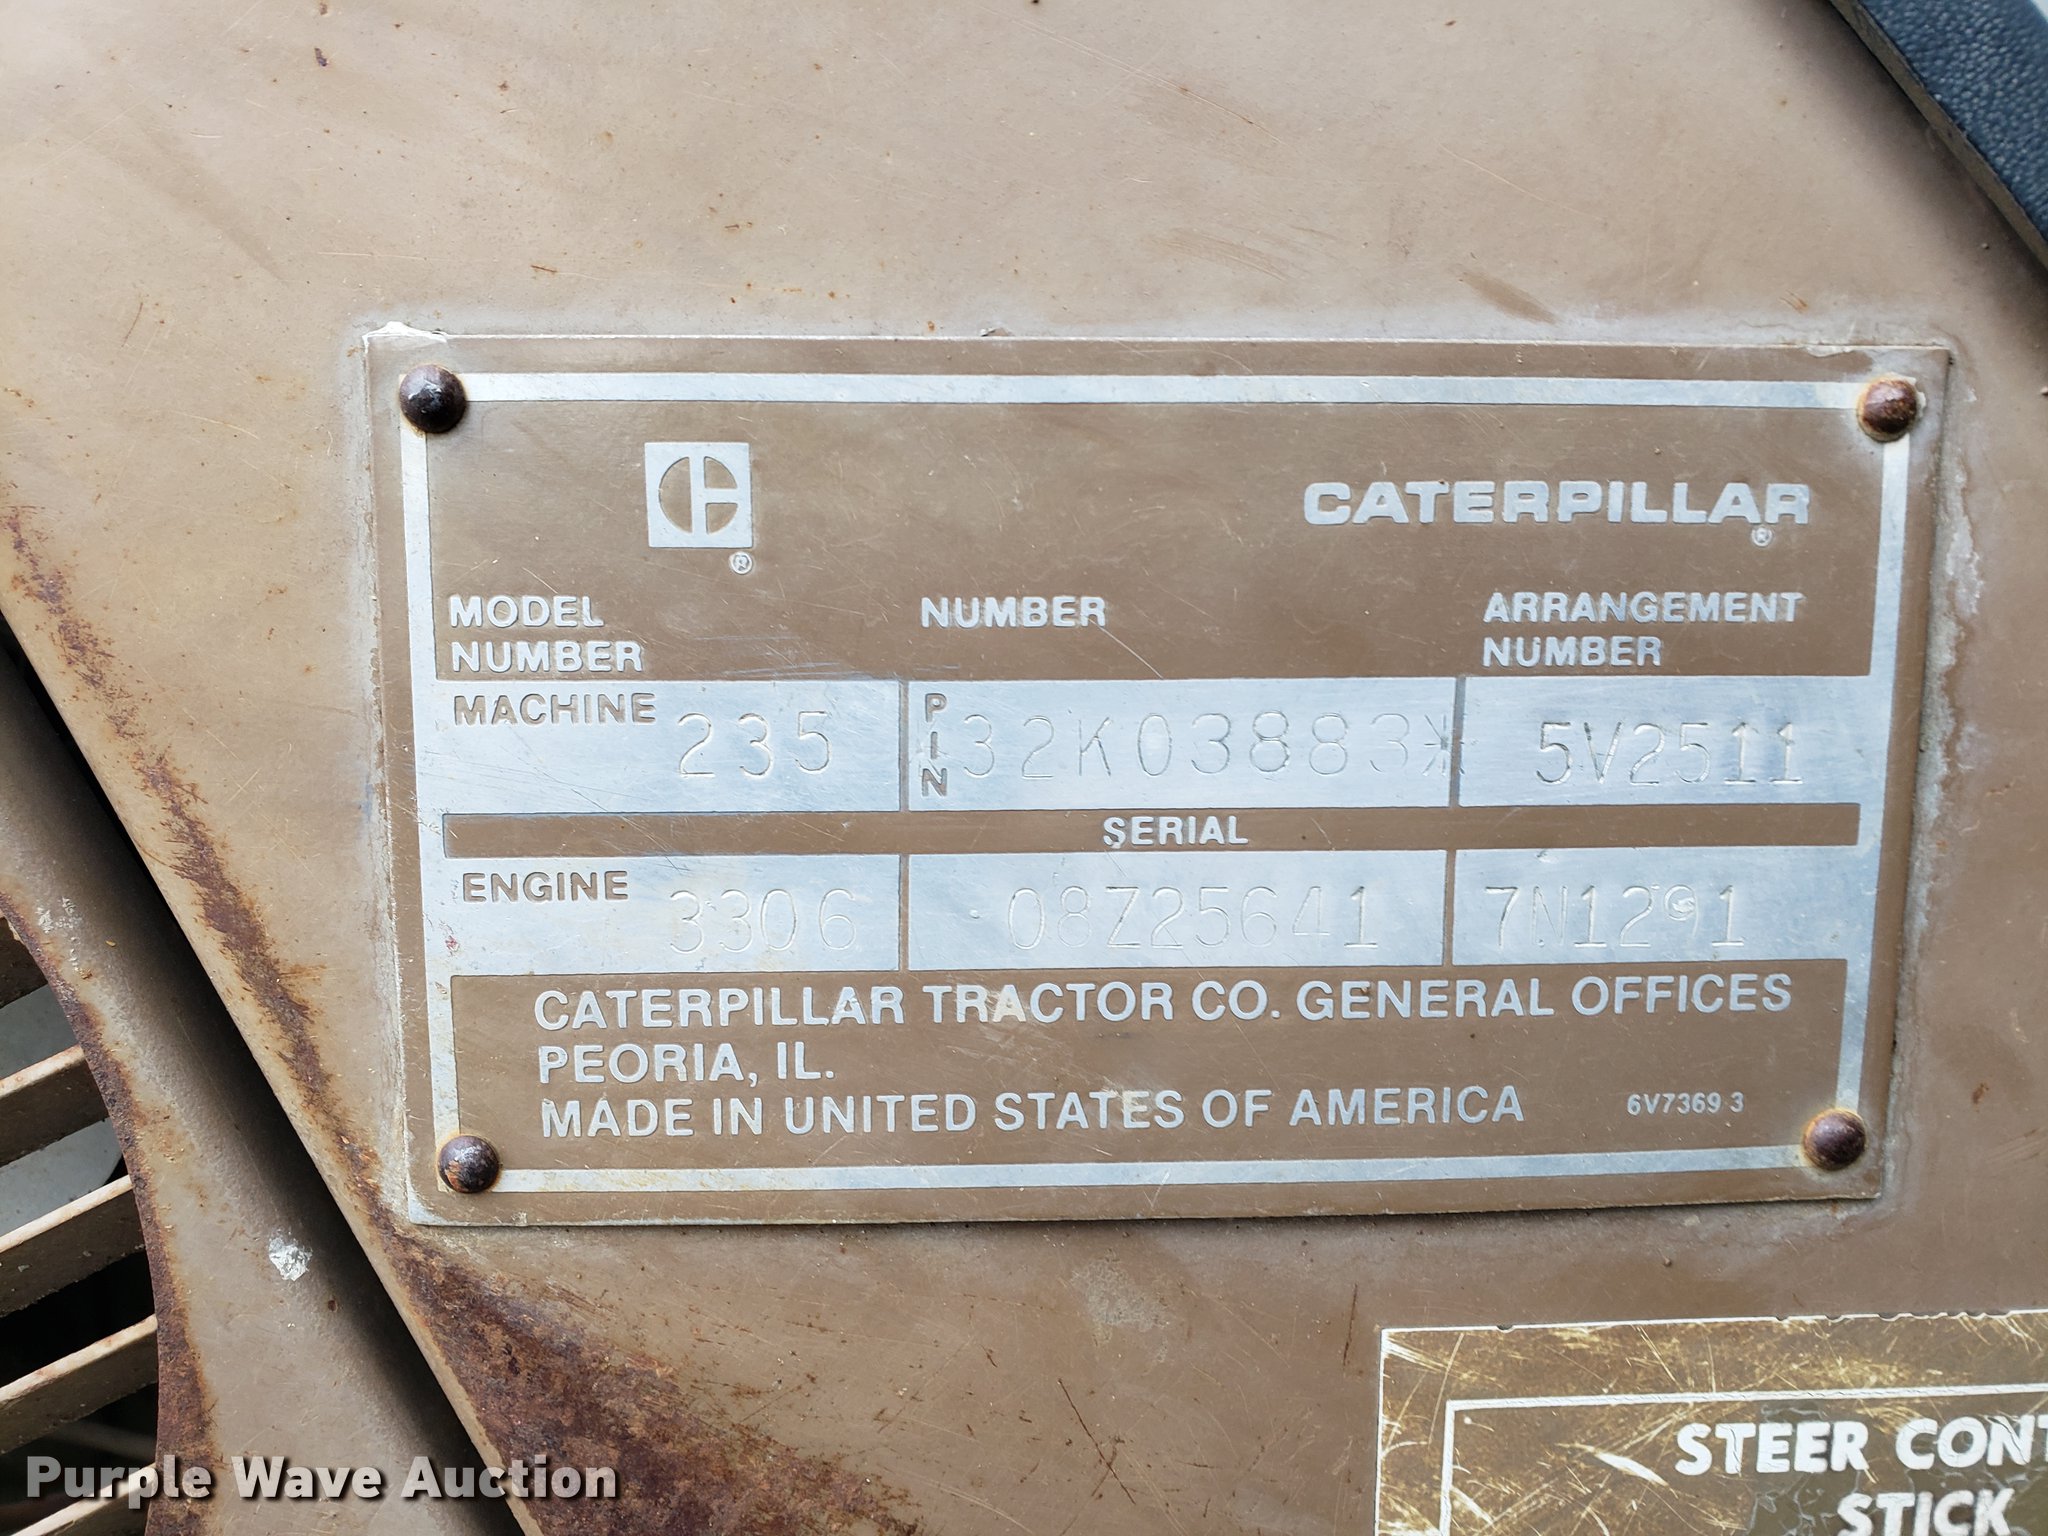 CATERPILLAR
®
®
MODEL NUMBER
NUMBER
ARRANGEMENT NUMBER
MACHINE
235
PIN
*32K03883*
5V2511
SERIAL
ENGINE
3306
08Z25641
7N1291
CATERPILLAR TRACTOR CO. GENERAL OFFICES
PEORIA, IL.
MADE IN UNITED STATES OF AMERICA
6V7369 3
STEER CONT
STICK
Purple Wave Auction